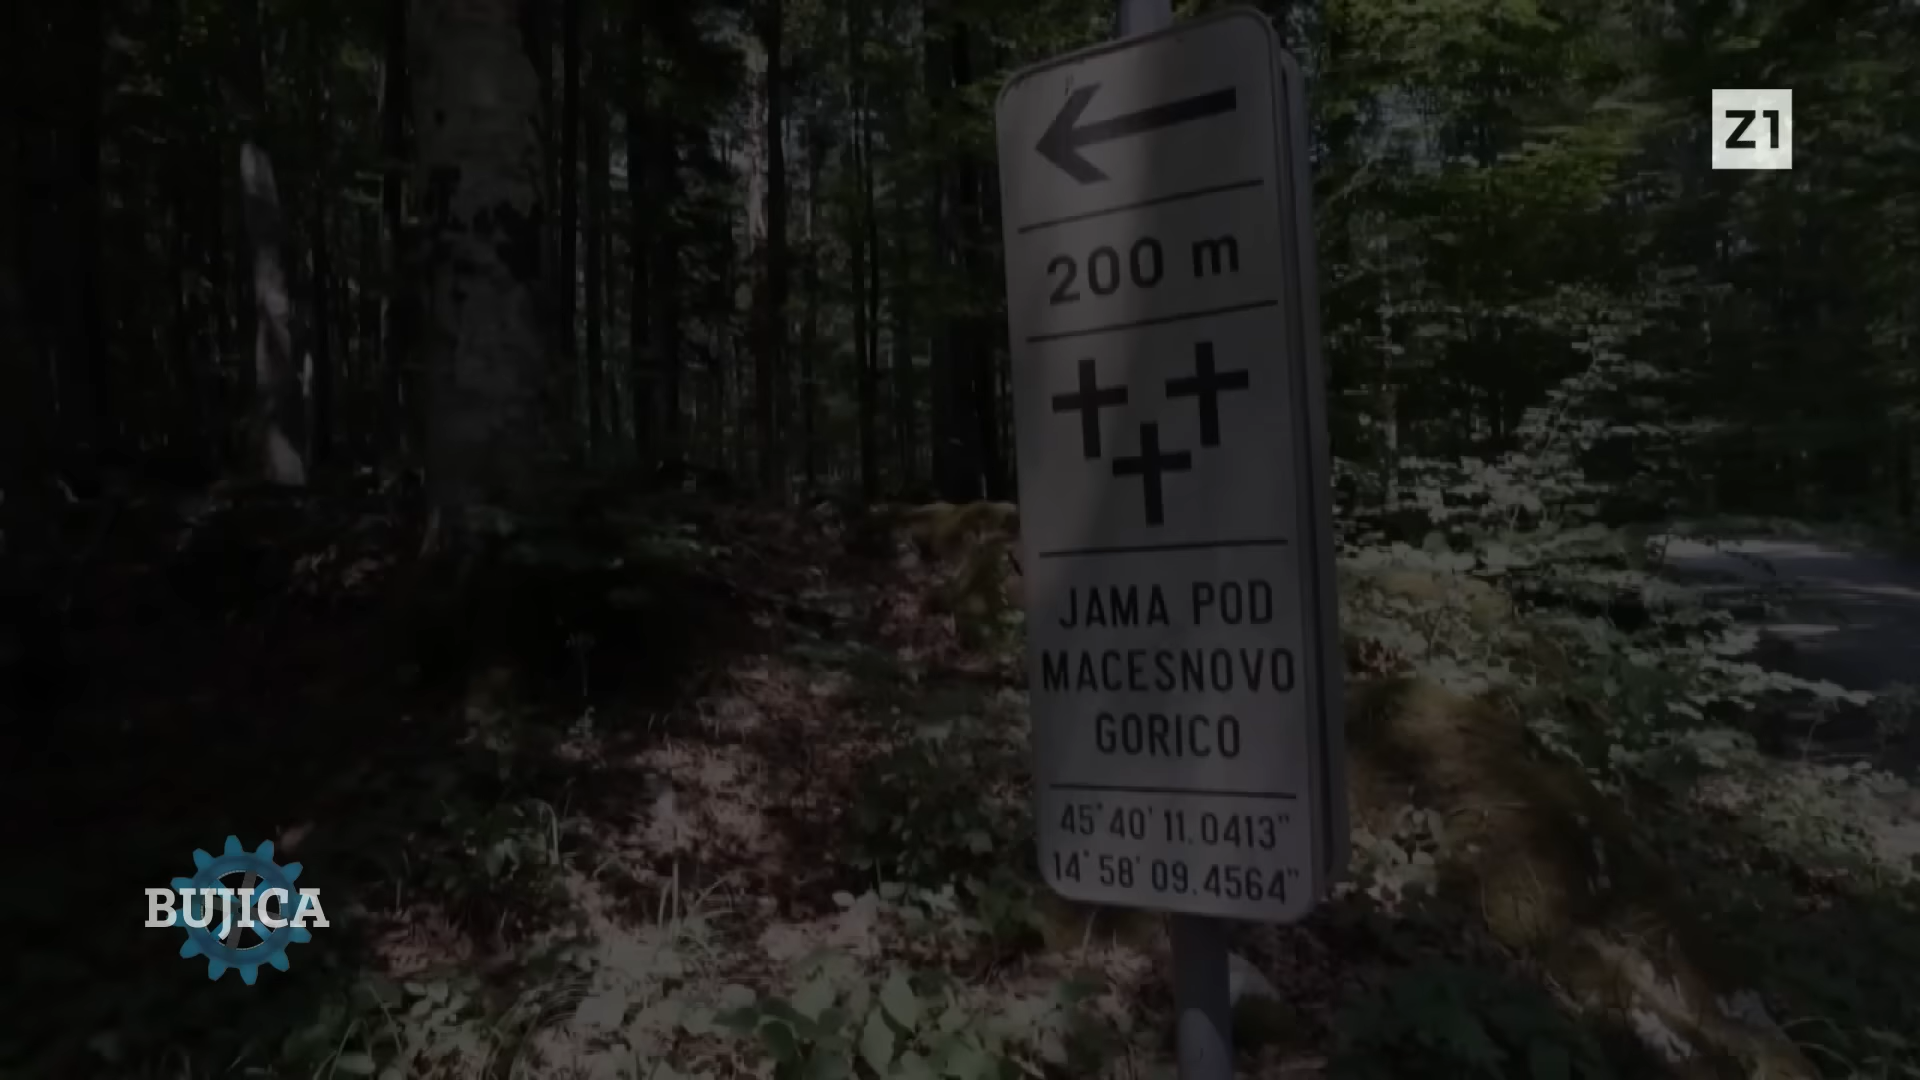 Z1
200 m
JAMA POD
MACESNOVO
GORICO
45° 40' 11.0413"
14° 58' 09.4564"
BUJICA